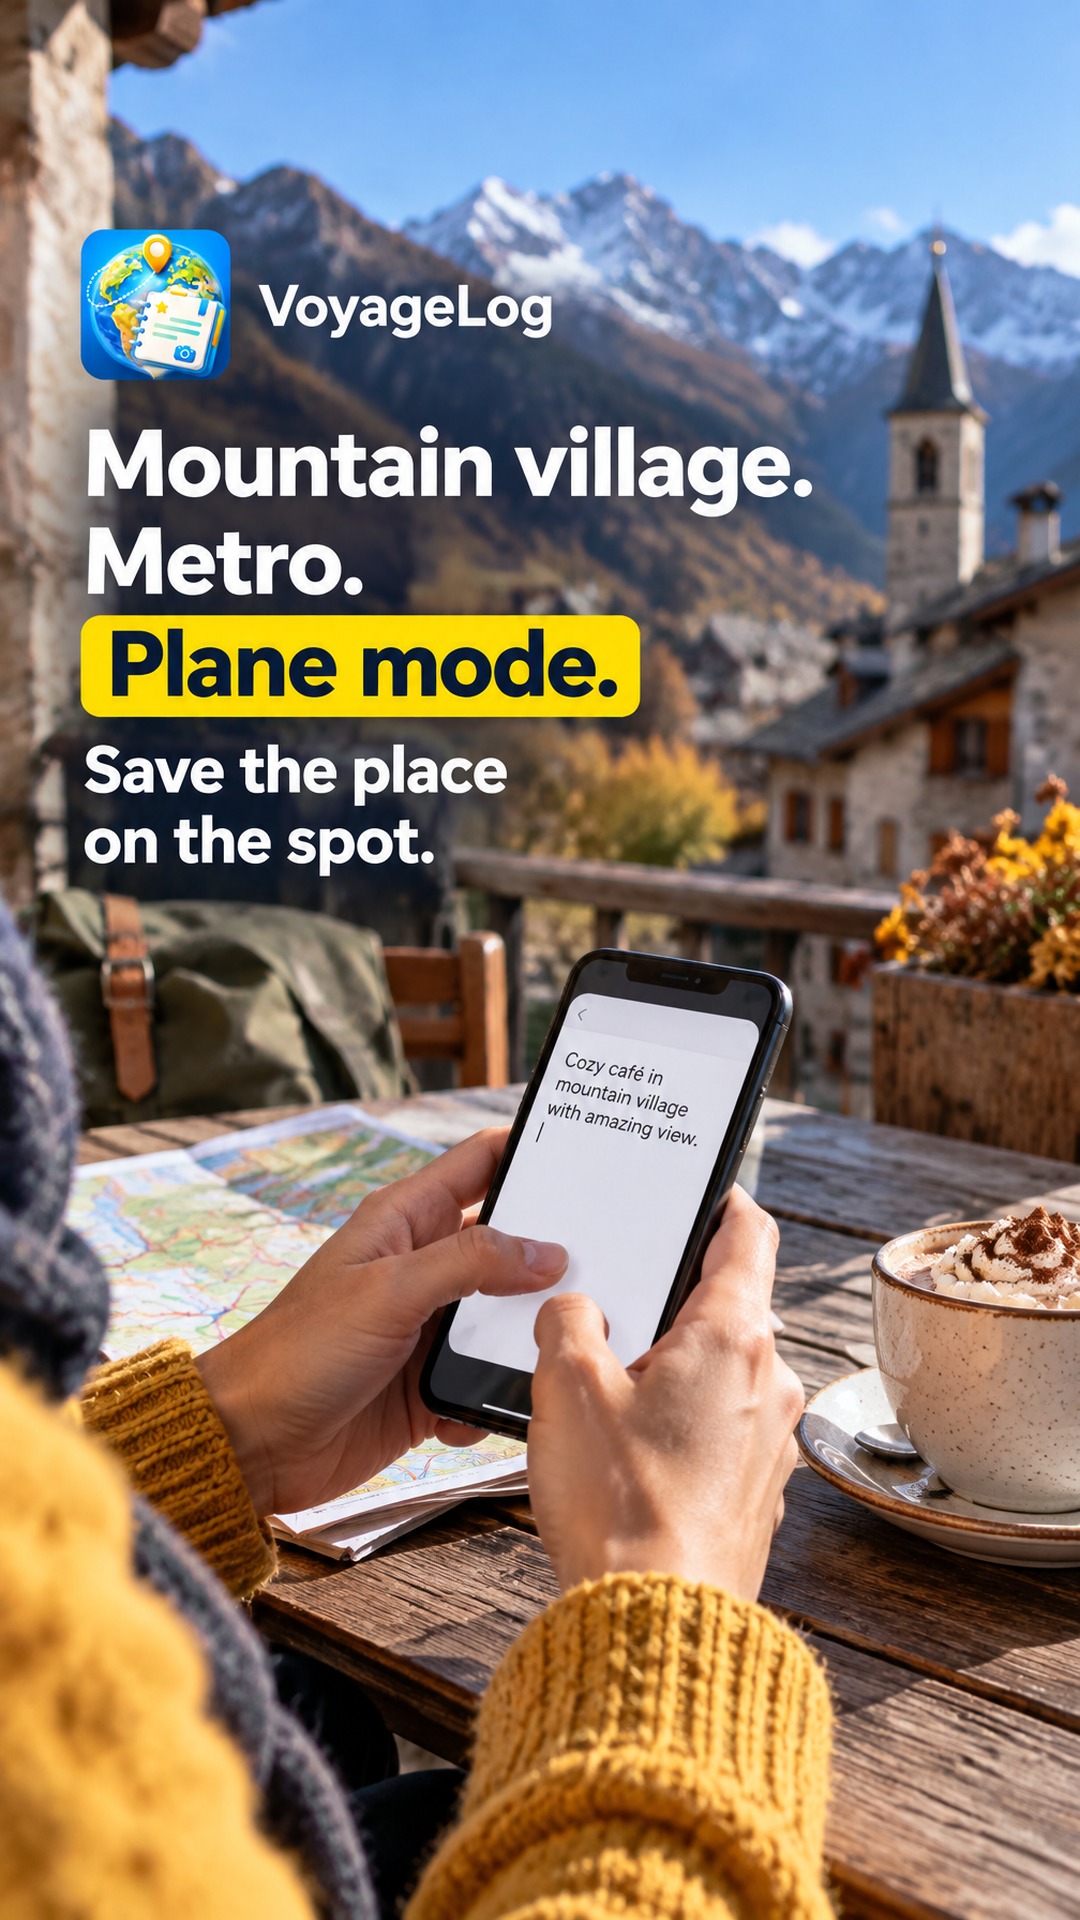 VoyageLog
Mountain village.
Metro.
Plane mode.
Save the place
on the spot.
Cozy café in
mountain village
with amazing view.